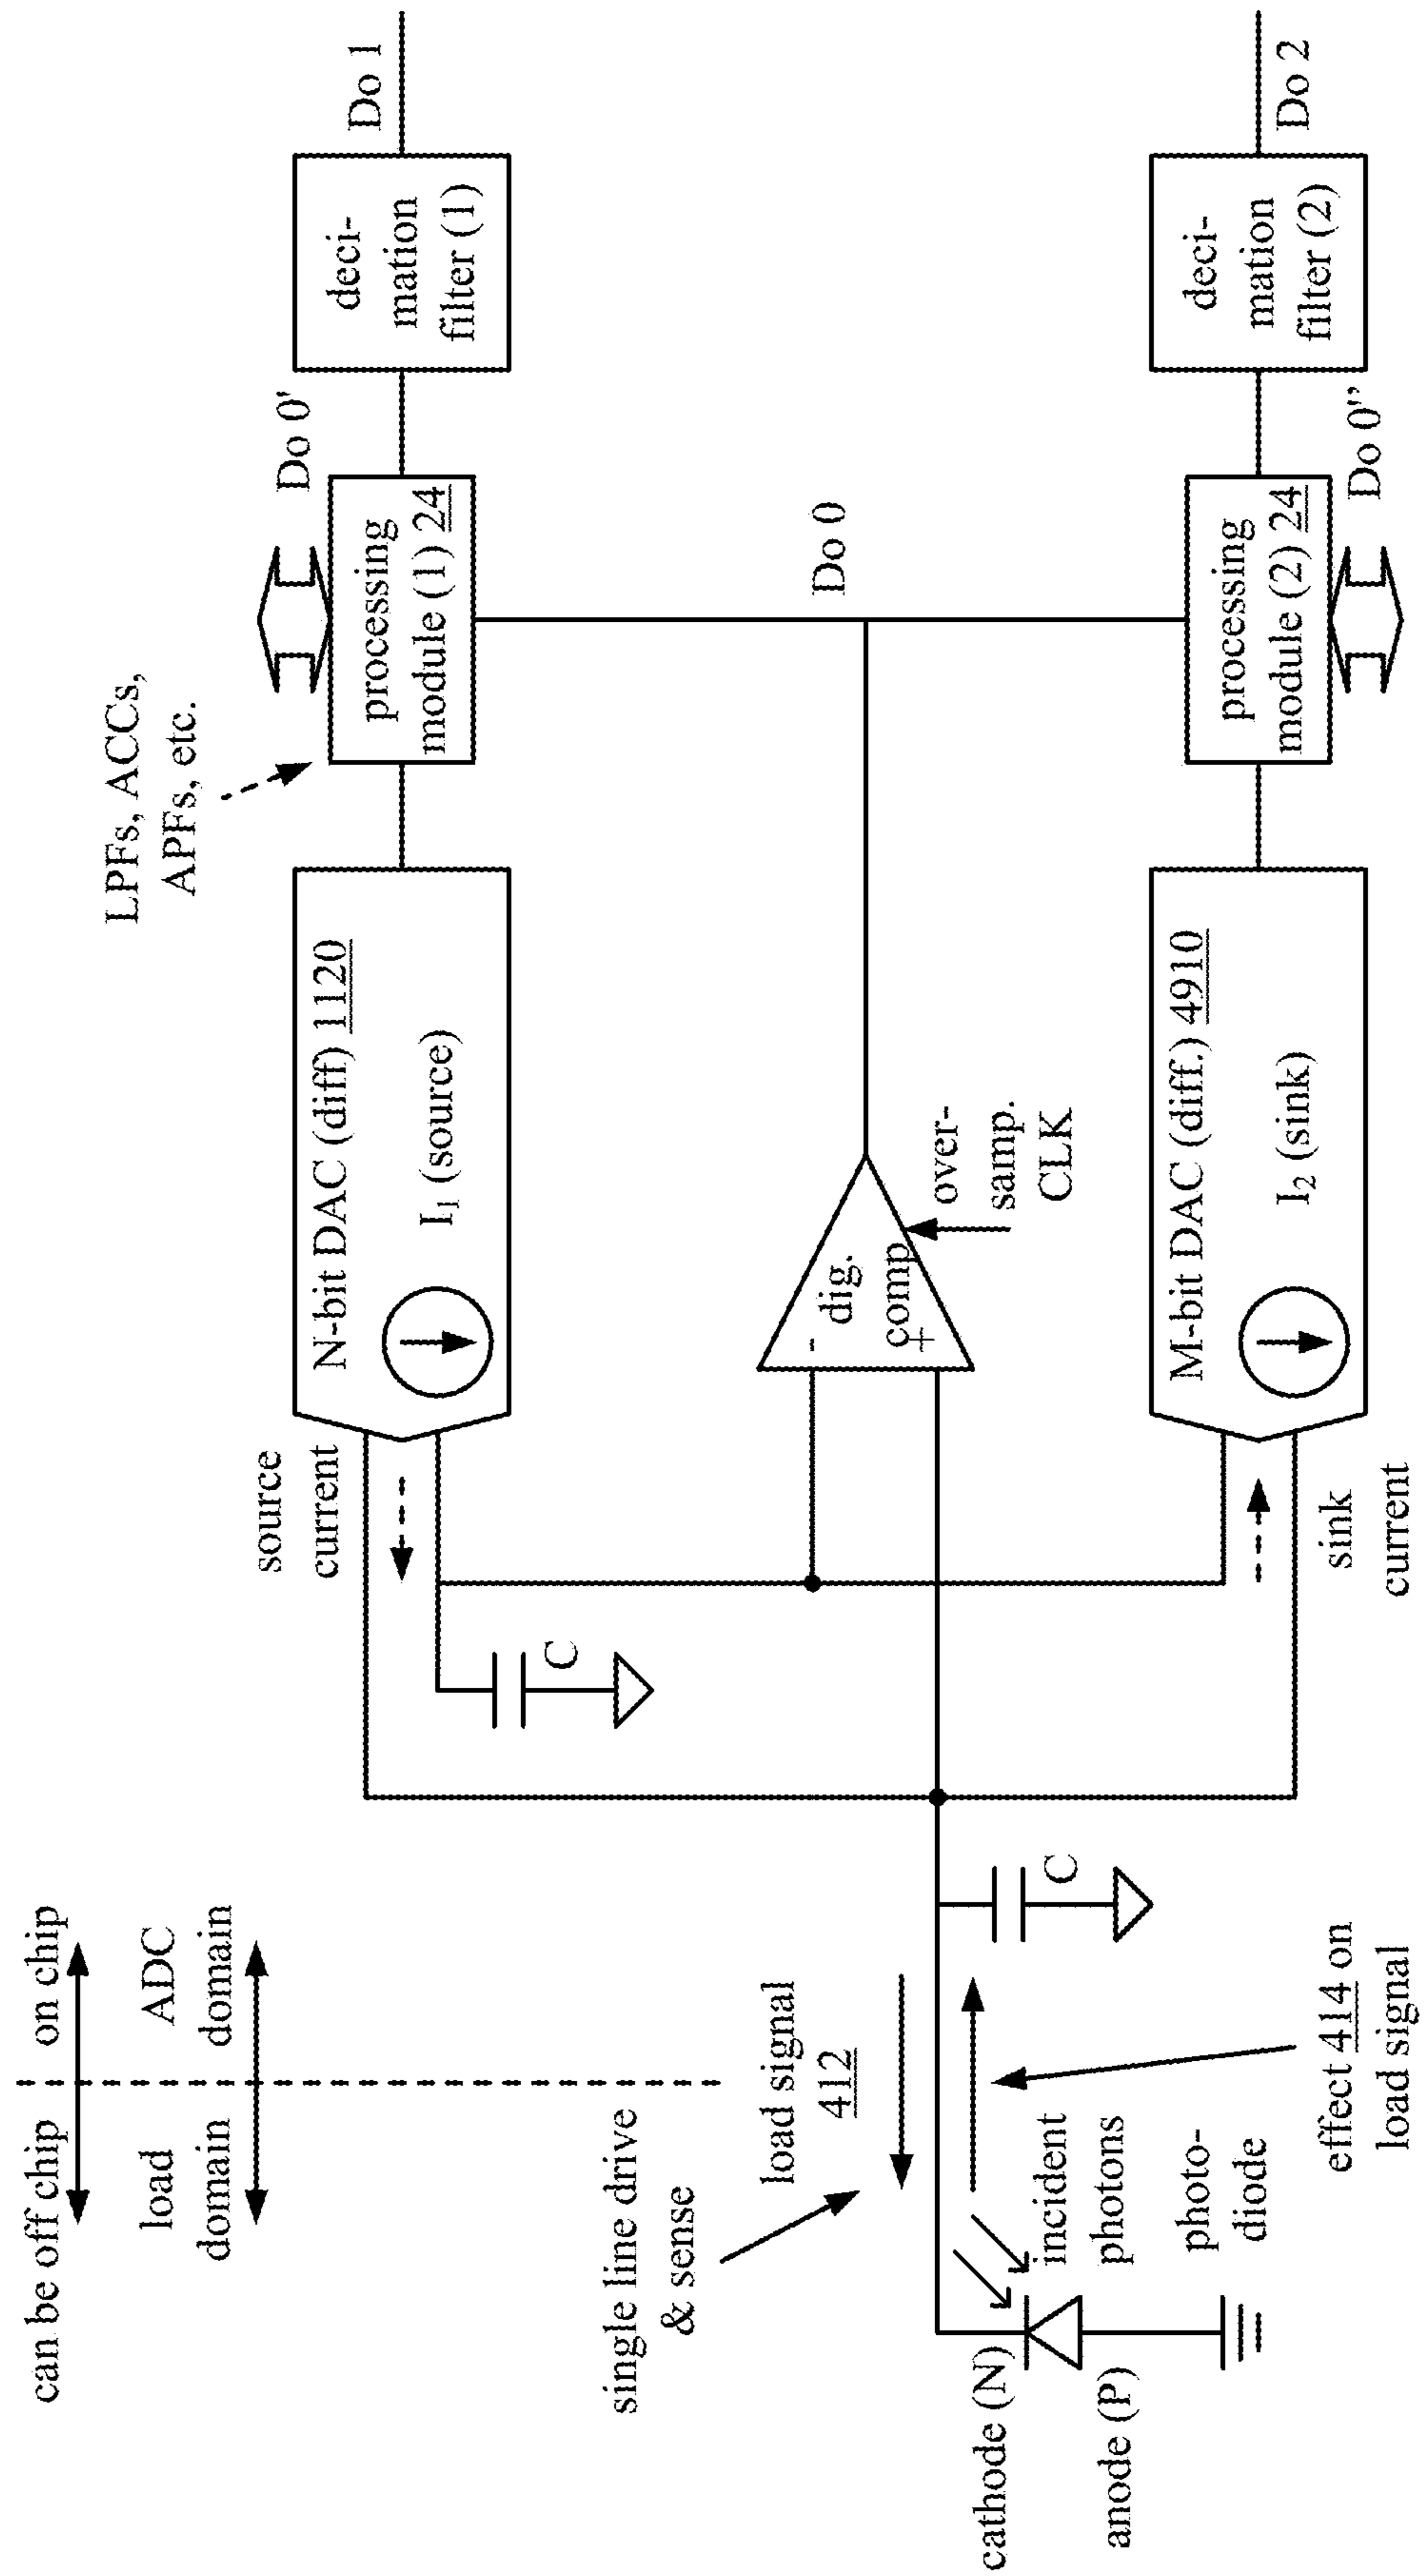 can be off chip
on chip
load
domain
ADC
domain
LPFs, ACCs,
APFs, etc.
source
current
N-bit DAC (diff) 1120
I1 (source)
Do 0'
processing
module (1) 24
deci-
mation
filter (1)
Do 1
single line drive
& sense
load signal
412
C
-
dig.
comp
+
over-
samp.
CLK
Do 0
cathode (N)
anode (P)
incident
photons
photo-
diode
C
effect 414 on
load signal
sink
current
M-bit DAC (diff.) 4910
I2 (sink)
processing
module (2) 24
Do 0"
deci-
mation
filter (2)
Do 2